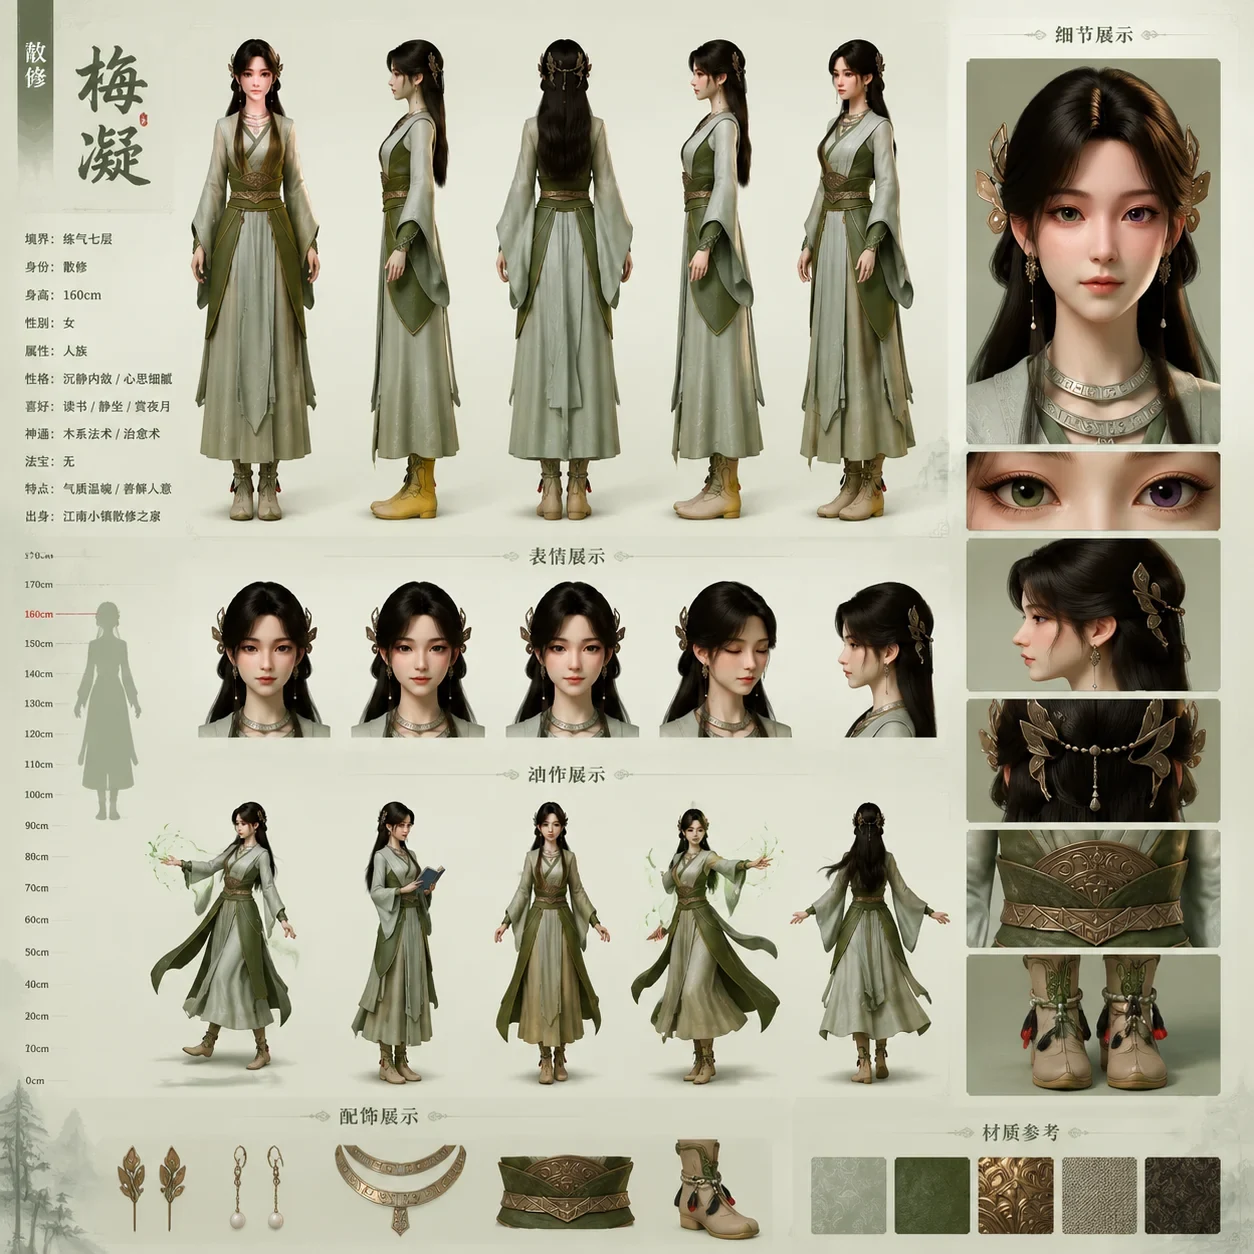 散修
梅凝
境界：练气七层
身份：散修
身高：160cm
性别：女
属性：人族
性格：沉静内敛 / 心思细腻
喜好：读书 / 静坐 / 赏夜月
神通：木系法术 / 治愈术
法宝：无
特点：气质温婉 / 善解人意
出身：江南小镇散修之家
170cm
160cm
150cm
140cm
130cm
120cm
110cm
100cm
90cm
80cm
70cm
60cm
50cm
40cm
20cm
10cm
0cm
表情展示
油作展示
配饰展示
细节展示
材质参考